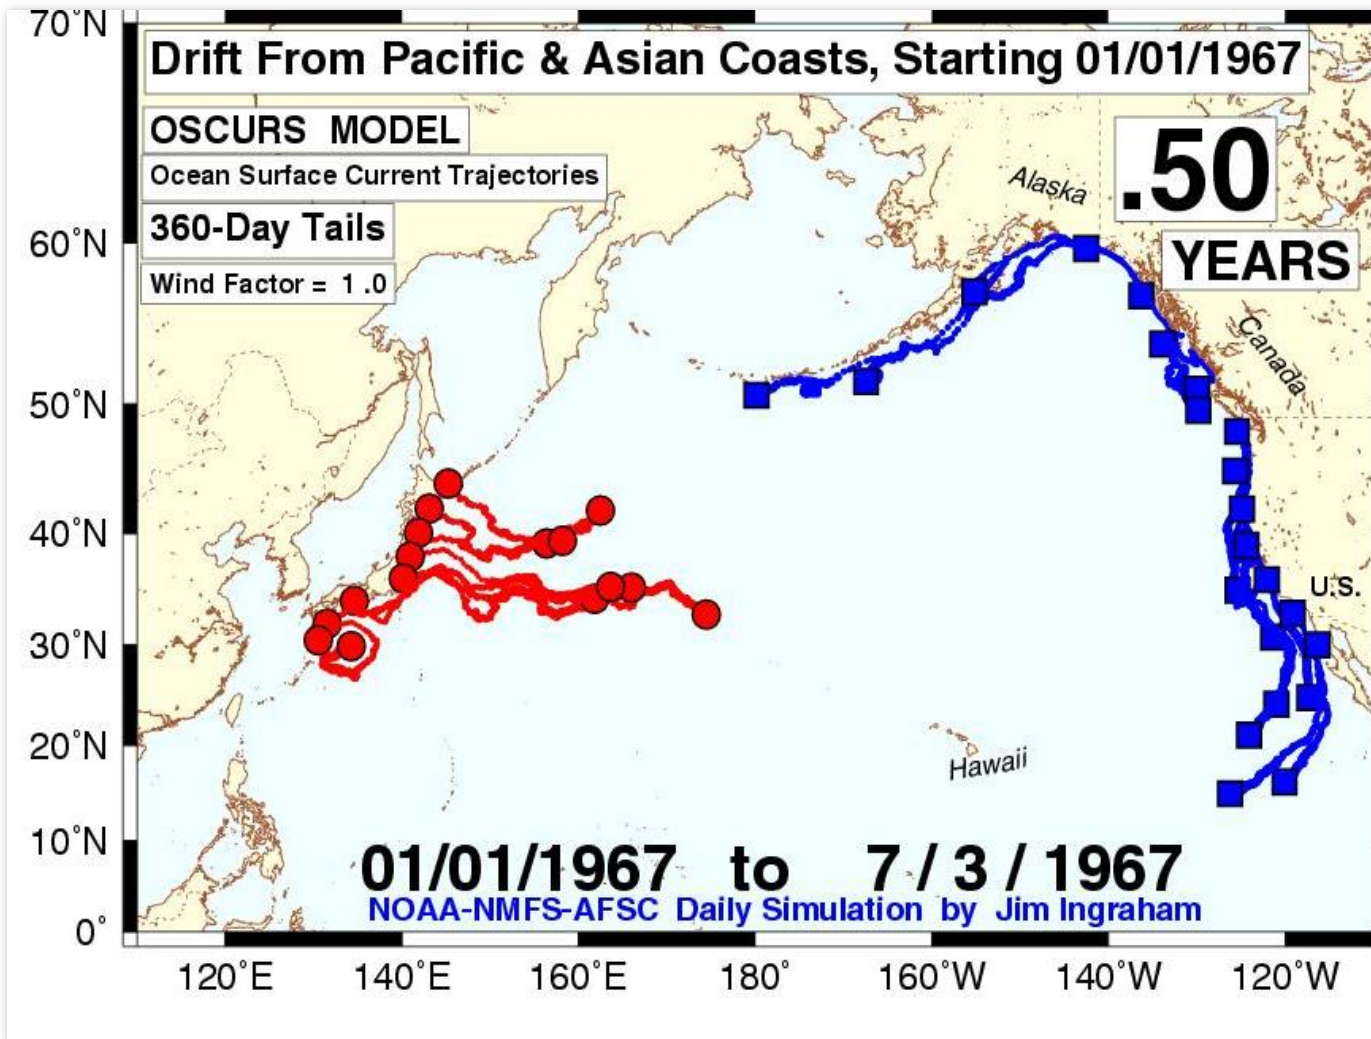 70°N
Drift From Pacific & Asian Coasts, Starting 01/01/1967
OSCURS MODEL
Ocean Surface Current Trajectories
360-Day Tails
Wind Factor = 1 .0
.50
YEARS
Alaska
Canada
60°N
50°N
40°N
U.S.
30°N
20°N
Hawaii
10°N
01/01/1967 to 7 / 3 / 1967
NOAA-NMFS-AFSC Daily Simulation by Jim Ingraham
0°
120°E 140°E 160°E 180° 160°W 140°W 120°W